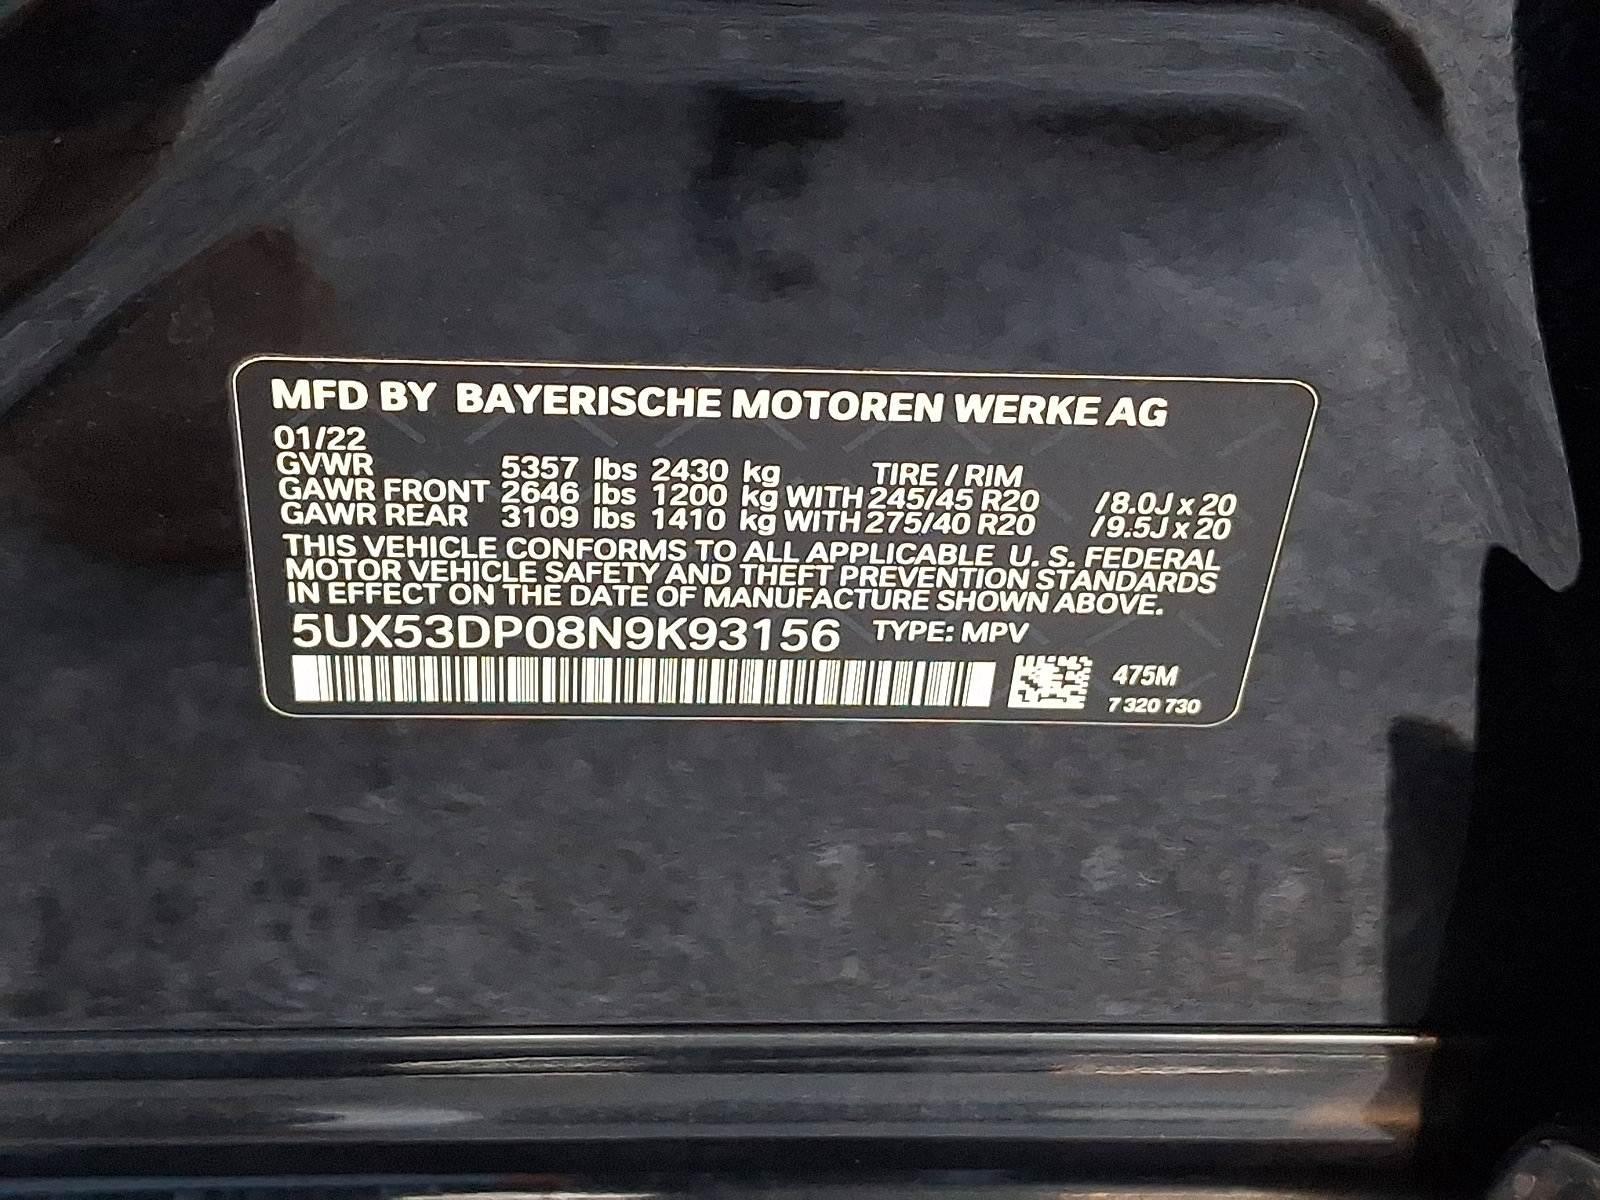 MFD BY BAYERISCHE MOTOREN WERKE AG
01/22
GVWR 5357 lbs 2430 kg TIRE / RIM
GAWR FRONT 2646 lbs 1200 kg WITH 245/45 R20 /8.0J x 20
GAWR REAR 3109 lbs 1410 kg WITH 275/40 R20 /9.5J x 20
THIS VEHICLE CONFORMS TO ALL APPLICABLE U. S. FEDERAL
MOTOR VEHICLE SAFETY AND THEFT PREVENTION STANDARDS
IN EFFECT ON THE DATE OF MANUFACTURE SHOWN ABOVE.
5UX53DP08N9K93156 TYPE: MPV
475M
7 320 730